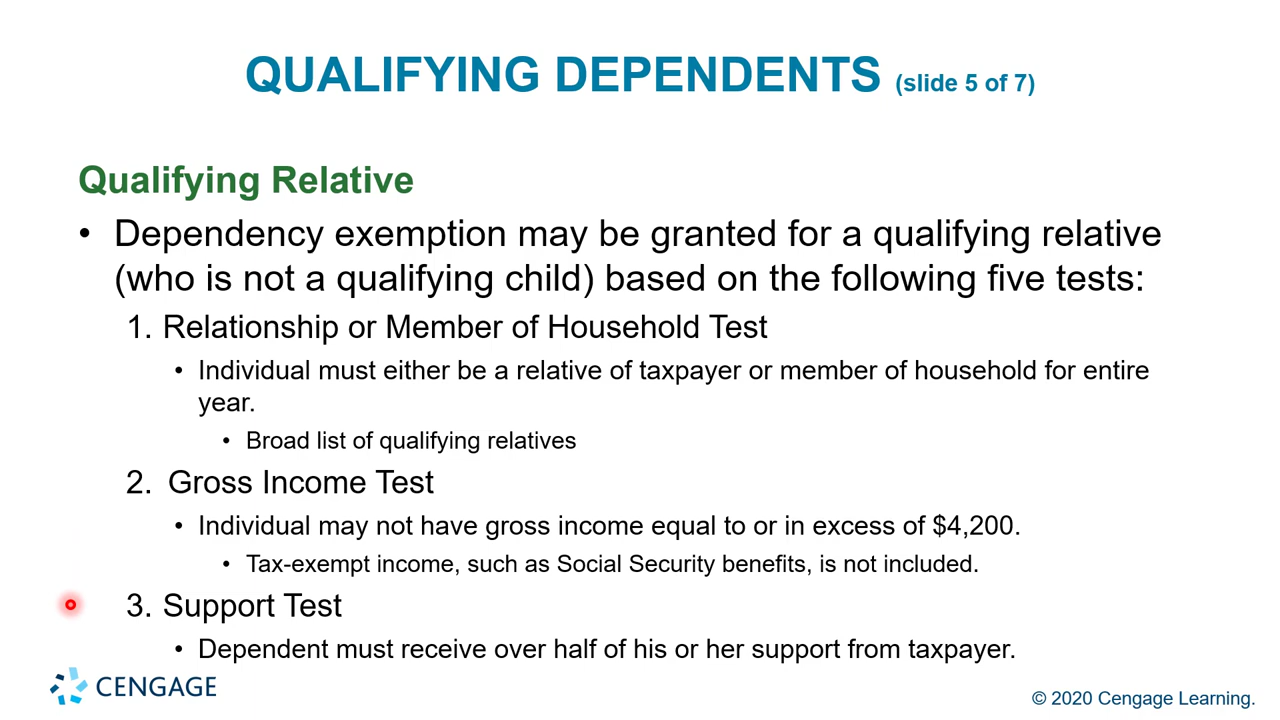 QUALIFYING DEPENDENTS (slide 5 of 7)
Qualifying Relative
• Dependency exemption may be granted for a qualifying relative
(who is not a qualifying child) based on the following five tests:
1. Relationship or Member of Household Test
• Individual must either be a relative of taxpayer or member of household for entire
year.
• Broad list of qualifying relatives
2. Gross Income Test
• Individual may not have gross income equal to or in excess of $4,200.
• Tax-exempt income, such as Social Security benefits, is not included.
3. Support Test
• Dependent must receive over half of his or her support from taxpayer.
CENGAGE
© 2020 Cengage Learning.